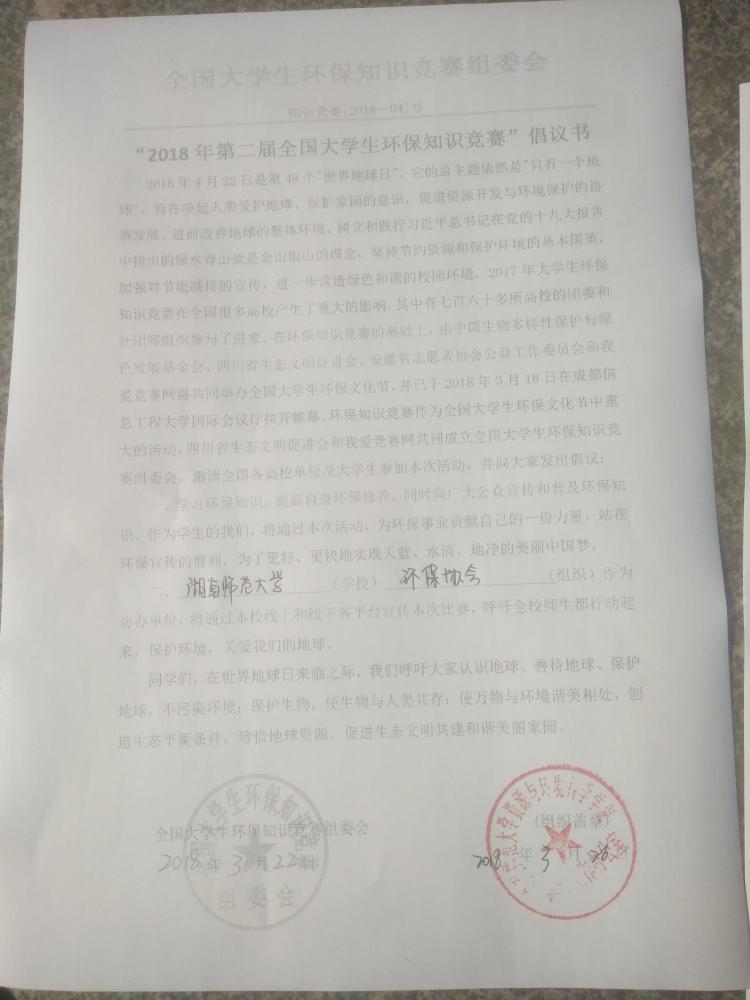 全国大学生环保知识竞赛组委会
知识竞赛[2018—04]号
“2018 年第二届全国大学生环保知识竞赛”倡议书
2018 年 4 月 22 日是第 49 个"世界地球日"，它的总主题依然是"只有一个地
球"，旨在唤起人类爱护地球、保护家园的意识，促进资源开发与环境保护的协
调发展，进而改善地球的整体环境。树立和践行习近平总书记在党的十九大报告
中指出的绿水青山就是金山银山的理念，坚持节约资源和保护环境的基本国策，
加强对节能减排的宣传，进一步营造绿色和谐的校园环境，2017 年大学生环保
知识竞赛在全国很多高校产生了重大的影响，其中有七百六十多所高校的团委和
社团等组织参与了进来。在环保知识竞赛的基础上，由中国生物多样性保护与绿
色发展基金会、四川省生态文明促进会、安徽省志愿者协会公益工作委员会和我
爱竞赛网将共同举办全国大学生环保文化节，并已于 2018 年 3 月 18 日在成都信
息工程大学国际会议厅拉开帷幕。环保知识竞赛作为全国大学生环保文化节中重
大的活动，四川省生态文明促进会和我爱竞赛网共同成立全国大学生环保知识竞
赛组委会，邀请全国各高校单位及大学生参加本次活动，并向大家发出倡议：
一、学习环保知识，提高自身环保修养，同时向广大公众宣传和普及环保知
识。作为学生的我们，将通过本次活动，为环保事业贡献自己的一份力量，站在
环保宣传的前列，为了更好、更快地实现天蓝、水清、地净的美丽中国梦。
二、湖南师范大学（学校）环保协会（组织）作为
协办单位，将通过本校线上和线下各平台宣传本次比赛，呼吁全校师生都行动起
来，保护环境，关爱我们的地球。
同学们，在世界地球日来临之际，我们呼吁大家认识地球、善待地球、保护
地球，不污染环境；保护生物，使生物与人类共存；使万物与环境谐美相处，创
造生态平衡条件，珍惜地球资源，促进生态文明共建和谐美丽家园。
全国大学生环保知识竞赛组委会
2018 年 3 月 22 日
组委会
（组织盖章）
2018 年 3 月 26 日
范大学资源与环境科学学院